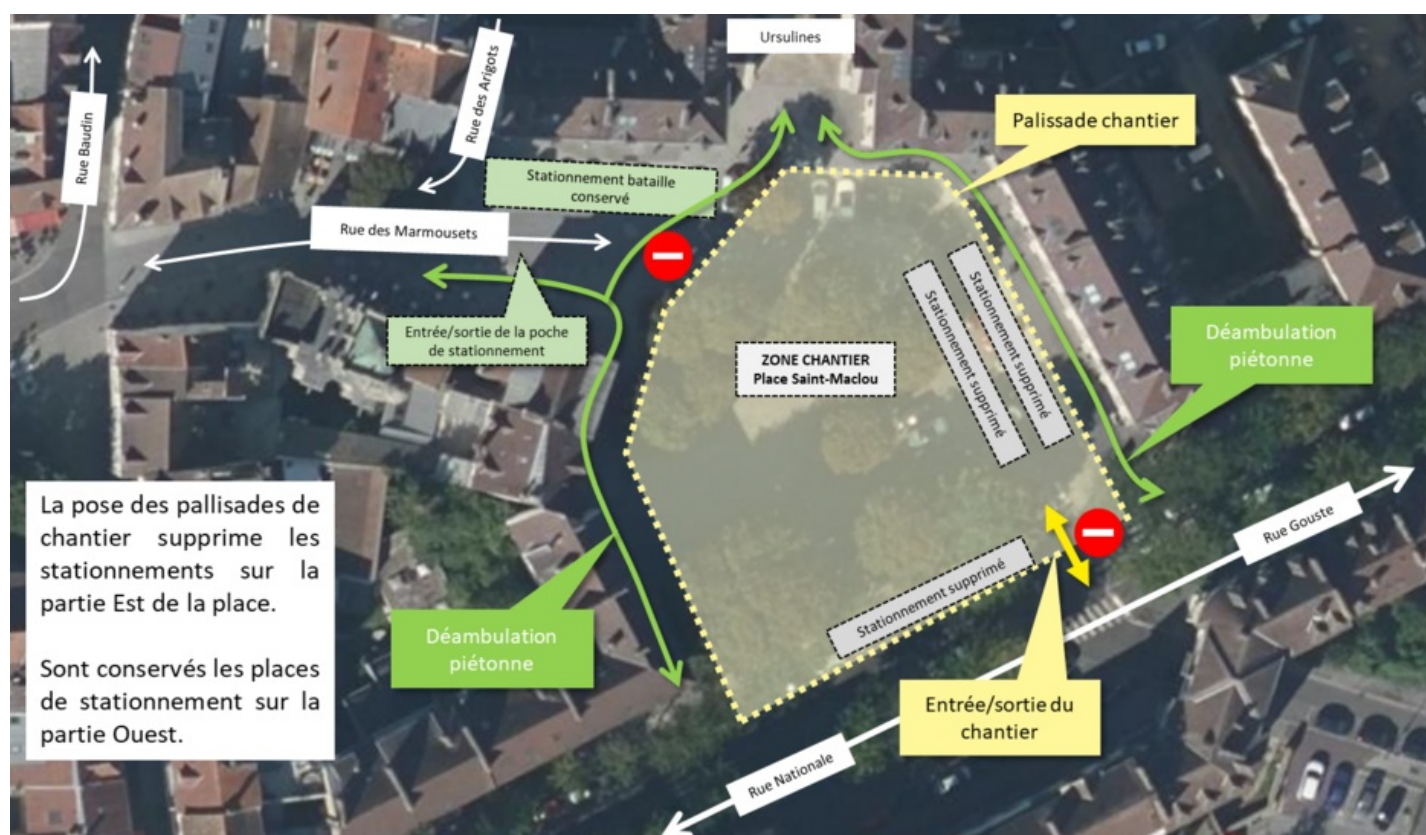 Ursulines
Rue des Arigots
Rue Baudin
Palissade chantier
Stationnement bataille
conservé
Rue des Marmousets
Entrée/sortie de la poche
de stationnement
Stationnement supprimé
Stationnement supprimé
ZONE CHANTIER
Place Saint-Maclou
Déambulation
piétonne
La pose des pallisades de
chantier supprime les
stationnements sur la
partie Est de la place.
Sont conservés les places
de stationnement sur la
partie Ouest.
Déambulation
piétonne
Stationnement supprimé
Rue Gouste
Entrée/sortie du
chantier
Rue Nationale